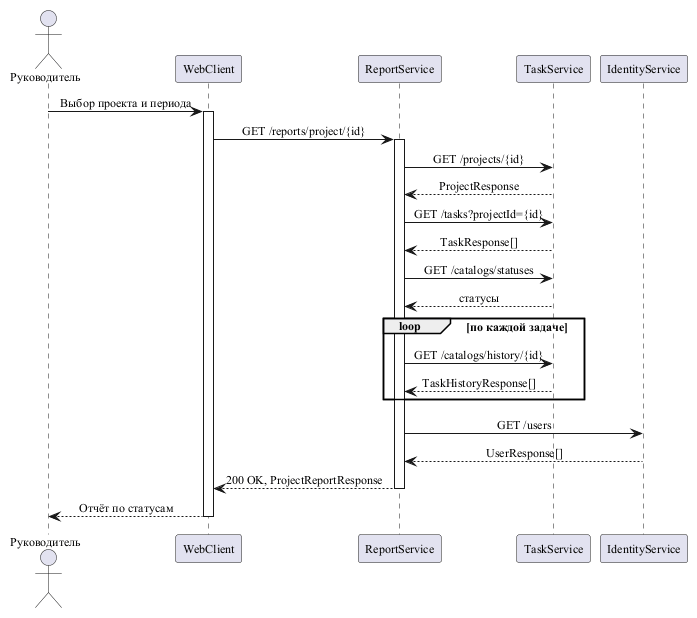 Руководитель
WebClient
ReportService
TaskService
IdentityService
Выбор проекта и периода
GET /reports/project/{id}
GET /projects/{id}
ProjectResponse
GET /tasks?projectId={id}
TaskResponse[]
GET /catalogs/statuses
статусы
loop [по каждой задаче]
GET /catalogs/history/{id}
TaskHistoryResponse[]
GET /users
UserResponse[]
200 OK, ProjectReportResponse
Отчёт по статусам
Руководитель
WebClient
ReportService
TaskService
IdentityService